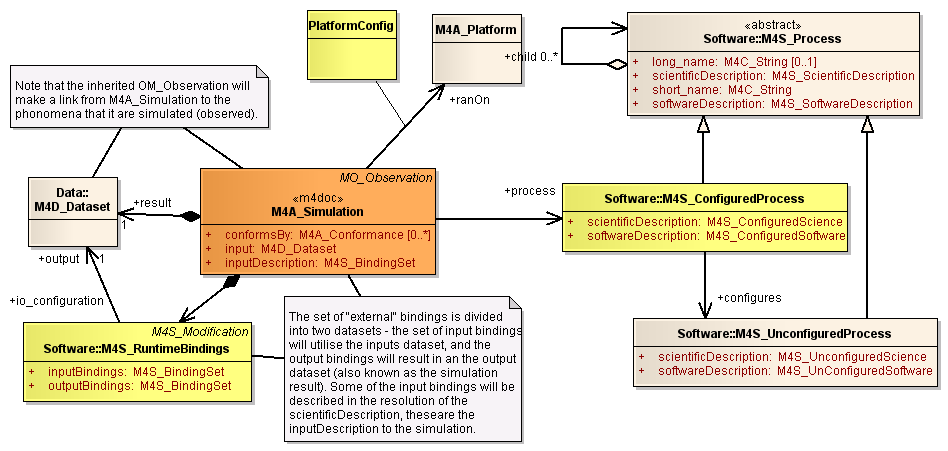 PlatformConfig
M4A_Platform
+ranOn
+child 0..*
«abstract»
Software::M4S_Process
+ long_name: M4C_String [0..1]
+ scientificDescription: M4S_ScientificDescription
+ short_name: M4C_String
+ softwareDescription: M4S_SoftwareDescription
Note that the inherited OM_Observation will
make a link from M4A_Simulation to the
phonomena that it are simulated (observed).
Data::
M4D_Dataset
+result
1
+output
1
MO_Observation
«m4doc»
M4A_Simulation
+ conformsBy: M4A_Conformance [0..*]
+ input: M4D_Dataset
+ inputDescription: M4S_BindingSet
+process
Software::M4S_ConfiguredProcess
+ scientificDescription: M4S_ConfiguredScience
+ softwareDescription: M4S_ConfiguredSoftware
+configures
+io_configuration
M4S_Modification
Software::M4S_RuntimeBindings
+ inputBindings: M4S_BindingSet
+ outputBindings: M4S_BindingSet
The set of "external" bindings is divided
into two datasets - the set of input bindings
will utilise the inputs dataset, and the
output bindings will result in an the output
dataset (also known as the simulation
result). Some of the input bindings will be
described in the resolution of the
scientificDescription, theseare the
inputDescription to the simulation.
Software::M4S_UnconfiguredProcess
+ scientificDescription: M4S_UnconfiguredScience
+ softwareDescription: M4S_UnConfiguredSoftware